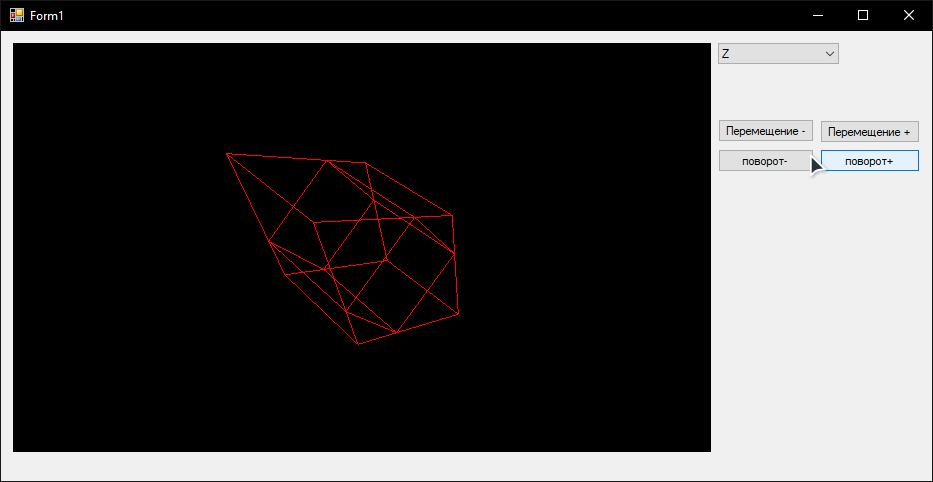 Form1
Z
Перемещение -
Перемещение +
поворот-
поворот+